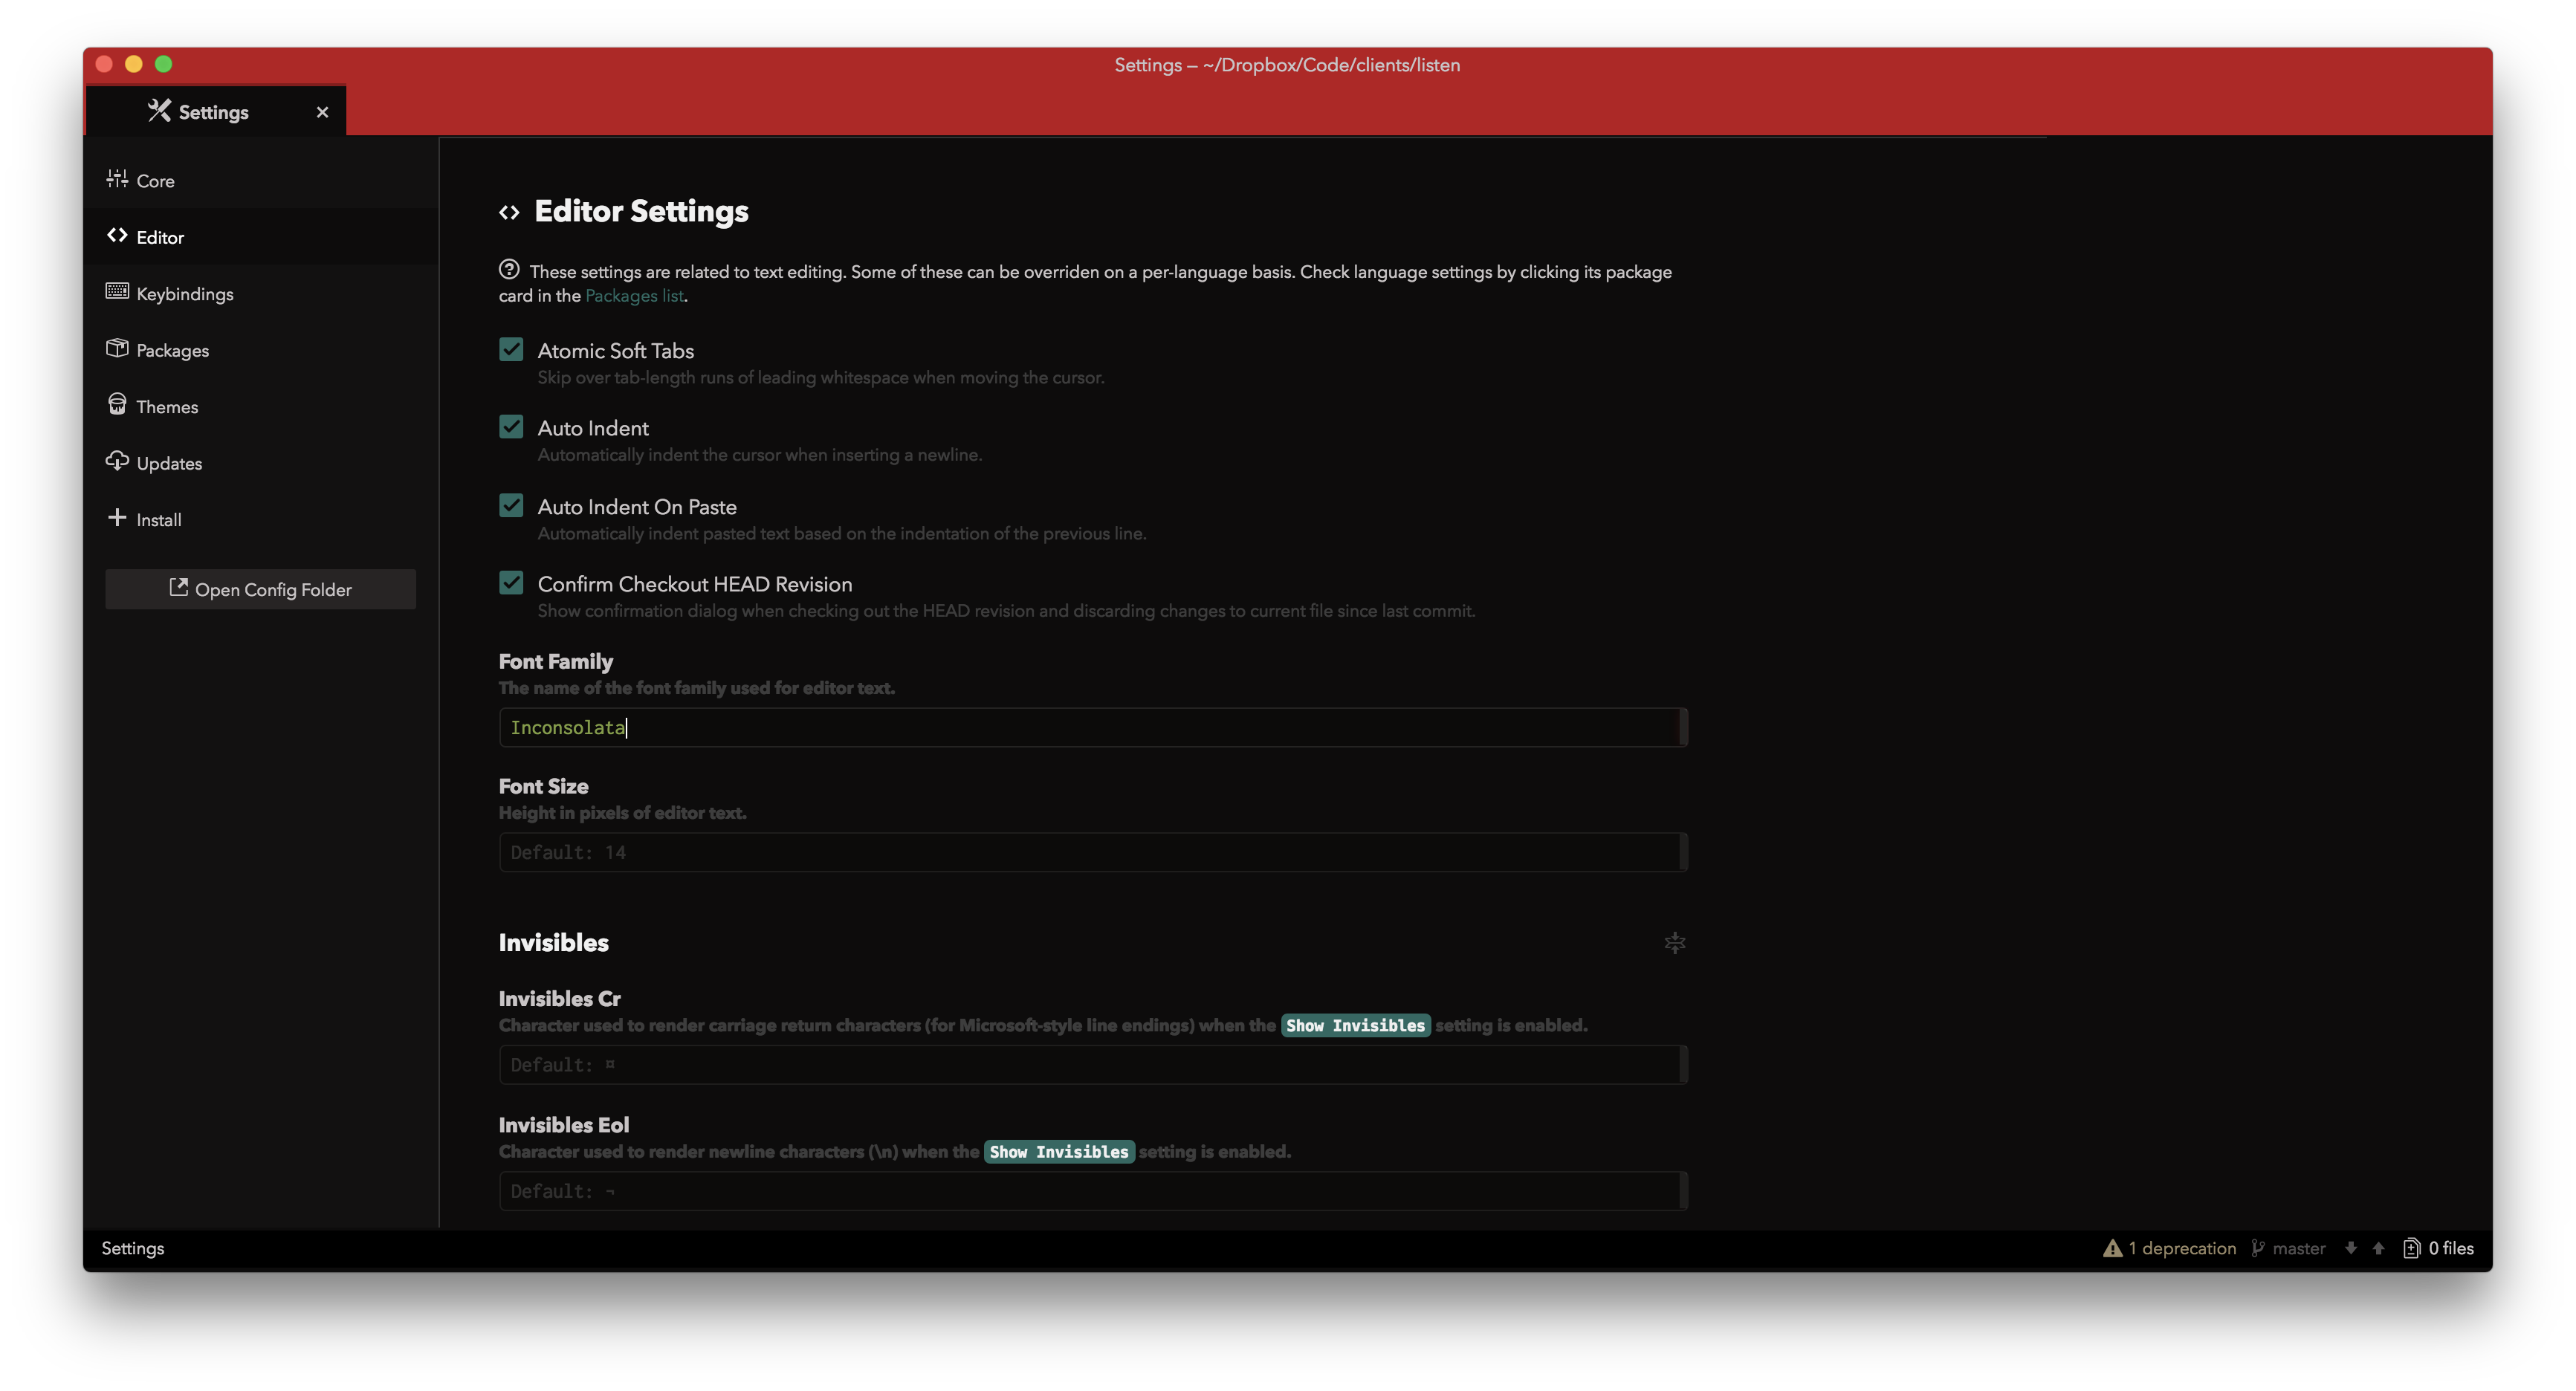 Settings – ~/Dropbox/Code/clients/listen
Settings
Core
Editor
Keybindings
Packages
Themes
Updates
Install
Open Config Folder
Editor Settings
These settings are related to text editing. Some of these can be overriden on a per-language basis. Check language settings by clicking its package
card in the Packages list.
Atomic Soft Tabs
Skip over tab-length runs of leading whitespace when moving the cursor.
Auto Indent
Automatically indent the cursor when inserting a newline.
Auto Indent On Paste
Automatically indent pasted text based on the indentation of the previous line.
Confirm Checkout HEAD Revision
Show confirmation dialog when checking out the HEAD revision and discarding changes to current file since last commit.
Font Family
The name of the font family used for editor text.
Inconsolata
Font Size
Height in pixels of editor text.
Default: 14
Invisibles
Invisibles Cr
Character used to render carriage return characters (for Microsoft-style line endings) when the Show Invisibles setting is enabled.
Default: ¤
Invisibles Eol
Character used to render newline characters (\n) when the Show Invisibles setting is enabled.
Default: ¬
Settings
1 deprecation master 0 files